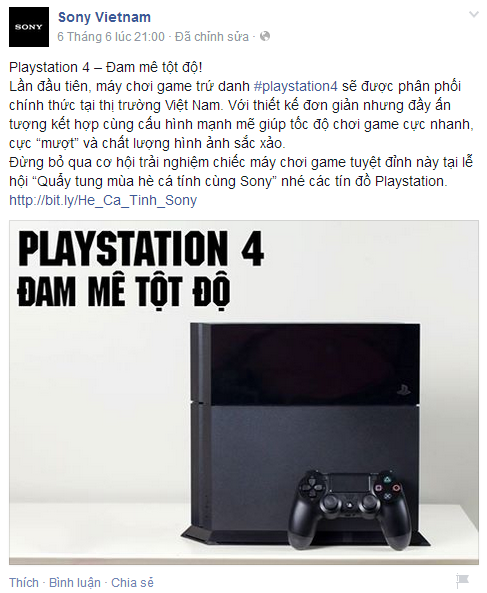 SONY
Sony Vietnam
6 Tháng 6 lúc 21:00 · Đã chỉnh sửa ·
Playstation 4 – Đam mê tột độ!
Lần đầu tiên, máy chơi game trứ danh #playstation4 sẽ được phân phối
chính thức tại thị trường Việt Nam. Với thiết kế đơn giản nhưng đầy ấn
tượng kết hợp cùng cấu hình mạnh mẽ giúp tốc độ chơi game cực nhanh,
cực “mượt” và chất lượng hình ảnh sắc xảo.
Đừng bỏ qua cơ hội trải nghiệm chiếc máy chơi game tuyệt đỉnh này tại lễ
hội “Quẩy tung mùa hè cá tính cùng Sony” nhé các tín đồ Playstation.
http://bit.ly/He_Ca_Tinh_Sony
PLAYSTATION 4
ĐAM MÊ TỘT ĐỘ
Thích · Bình luận · Chia sẻ